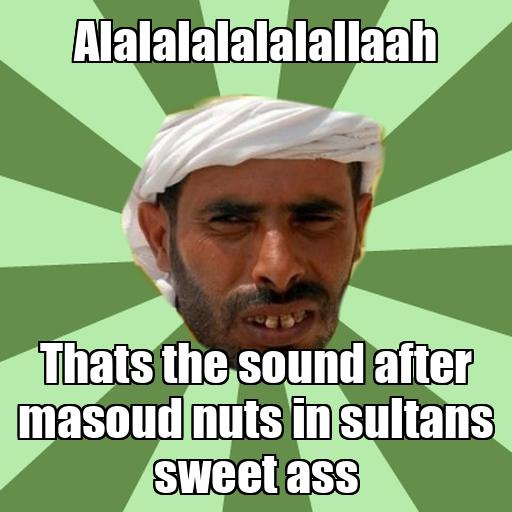 Alalalalalalallaah
Thats the sound after
masoud nuts in sultans
sweet ass